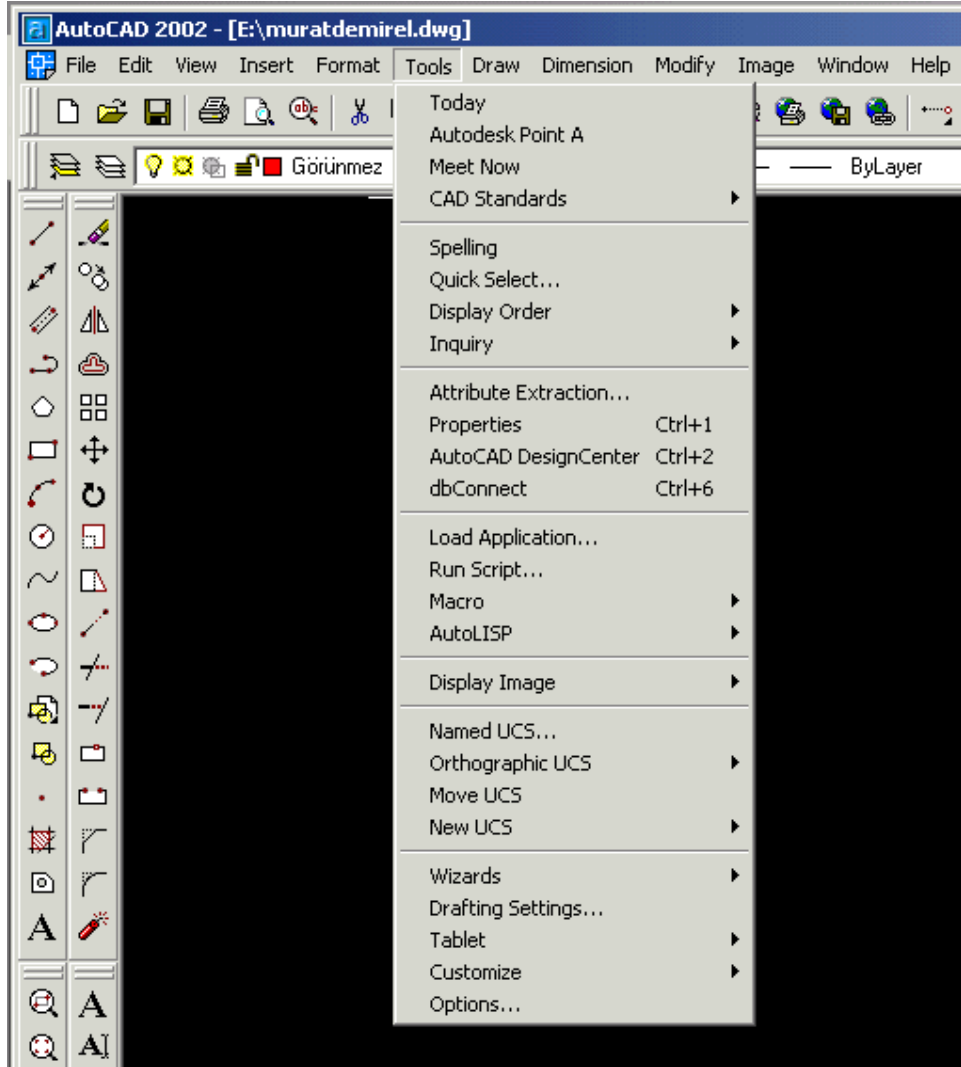 AutoCAD 2002 - [E:\muratdemirel.dwg]
File Edit View Insert Format Tools Draw Dimension Modify Image Window Help
Görünmez
ByLayer
Today
Autodesk Point A
Meet Now
CAD Standards
Spelling
Quick Select...
Display Order
Inquiry
Attribute Extraction...
Properties Ctrl+1
AutoCAD DesignCenter Ctrl+2
dbConnect Ctrl+6
Load Application...
Run Script...
Macro
AutoLISP
Display Image
Named UCS...
Orthographic UCS
Move UCS
New UCS
Wizards
Drafting Settings...
Tablet
Customize
Options...
A
A
AI